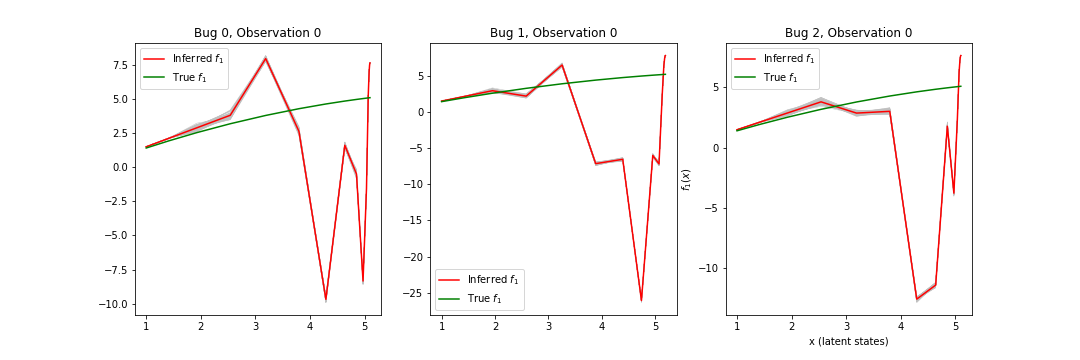 Bug 0, Observation 0
7.5
5.0
2.5
0.0
−2.5
−5.0
−7.5
−10.0
1 2 3 4 5
Inferred f₁
True f₁
Bug 1, Observation 0
5
0
−5
−10
−15
−20
−25
1 2 3 4 5
Inferred f₁
True f₁
Bug 2, Observation 0
f₁(x)
5
0
−5
−10
1 2 3 4 5
x (latent states)
Inferred f₁
True f₁